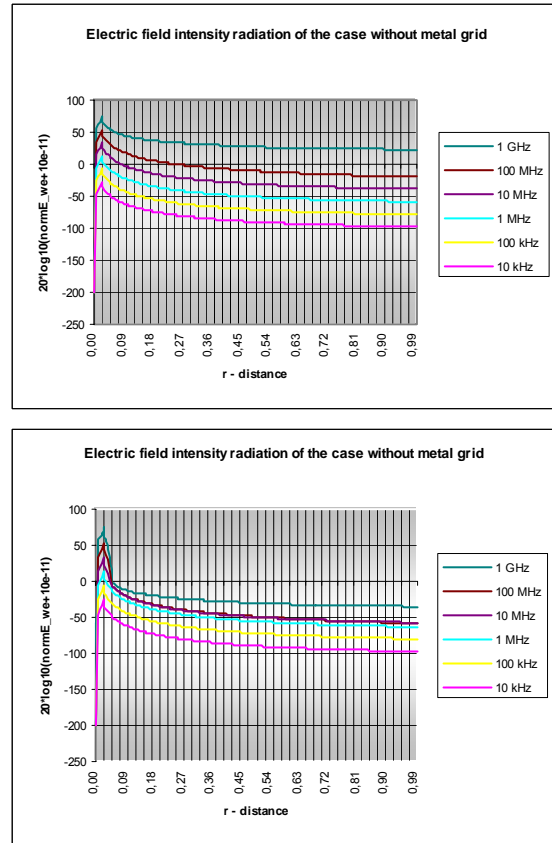 Electric field intensity radiation of the case without metal grid
20*log10(normE_we+10e-11)
100
50
0
-50
-100
-150
-200
-250
0,00
0,09
0,18
0,27
0,36
0,45
0,54
0,63
0,72
0,81
0,90
0,99
r - distance
1 GHz
100 MHz
10 MHz
1 MHz
100 kHz
10 kHz
Electric field intensity radiation of the case without metal grid
20*log10(normE_we+10e-11)
100
50
0
-50
-100
-150
-200
-250
0,00
0,09
0,18
0,27
0,36
0,45
0,54
0,63
0,72
0,81
0,90
0,99
r - distance
1 GHz
100 MHz
10 MHz
1 MHz
100 kHz
10 kHz